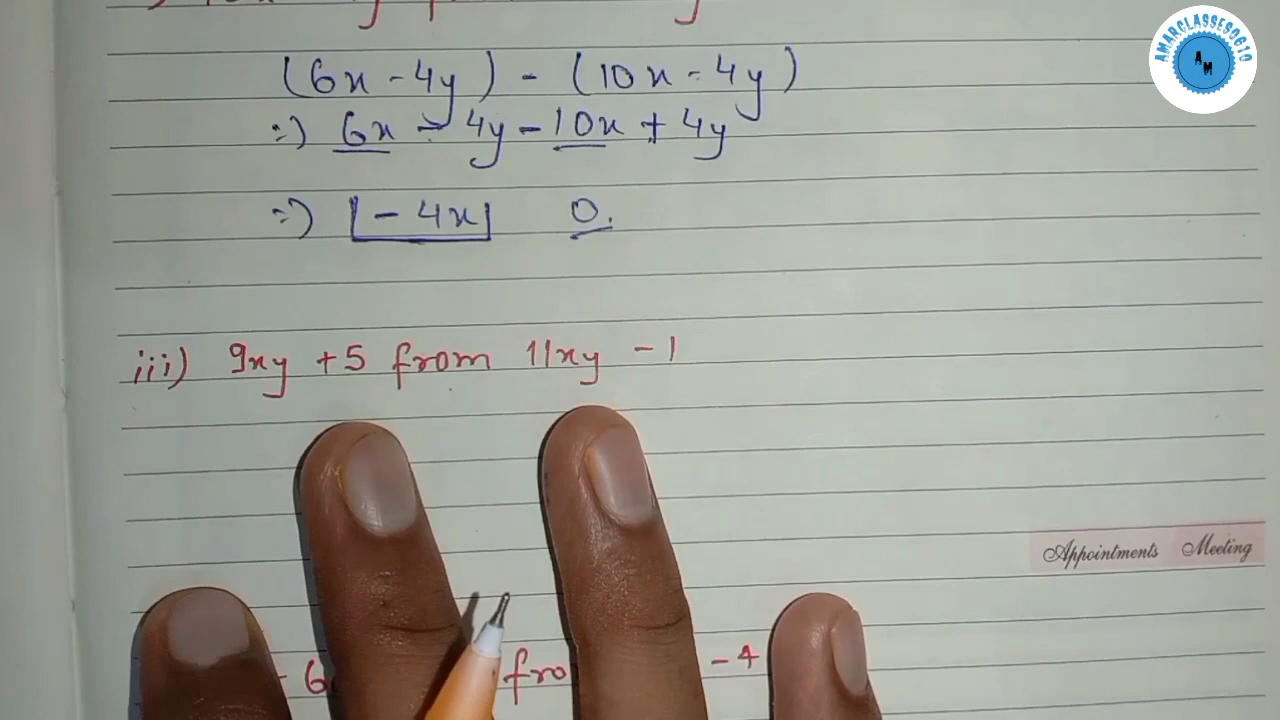 (6x - 4y) - (10x - 4y)
⇒) 6x - 4y - 10x + 4y
⇒) - 4x 0.
iii) 9xy + 5 from 11xy - 1
Appointments Meeting
- 6 - 4
AMARCLASSES0610
AM